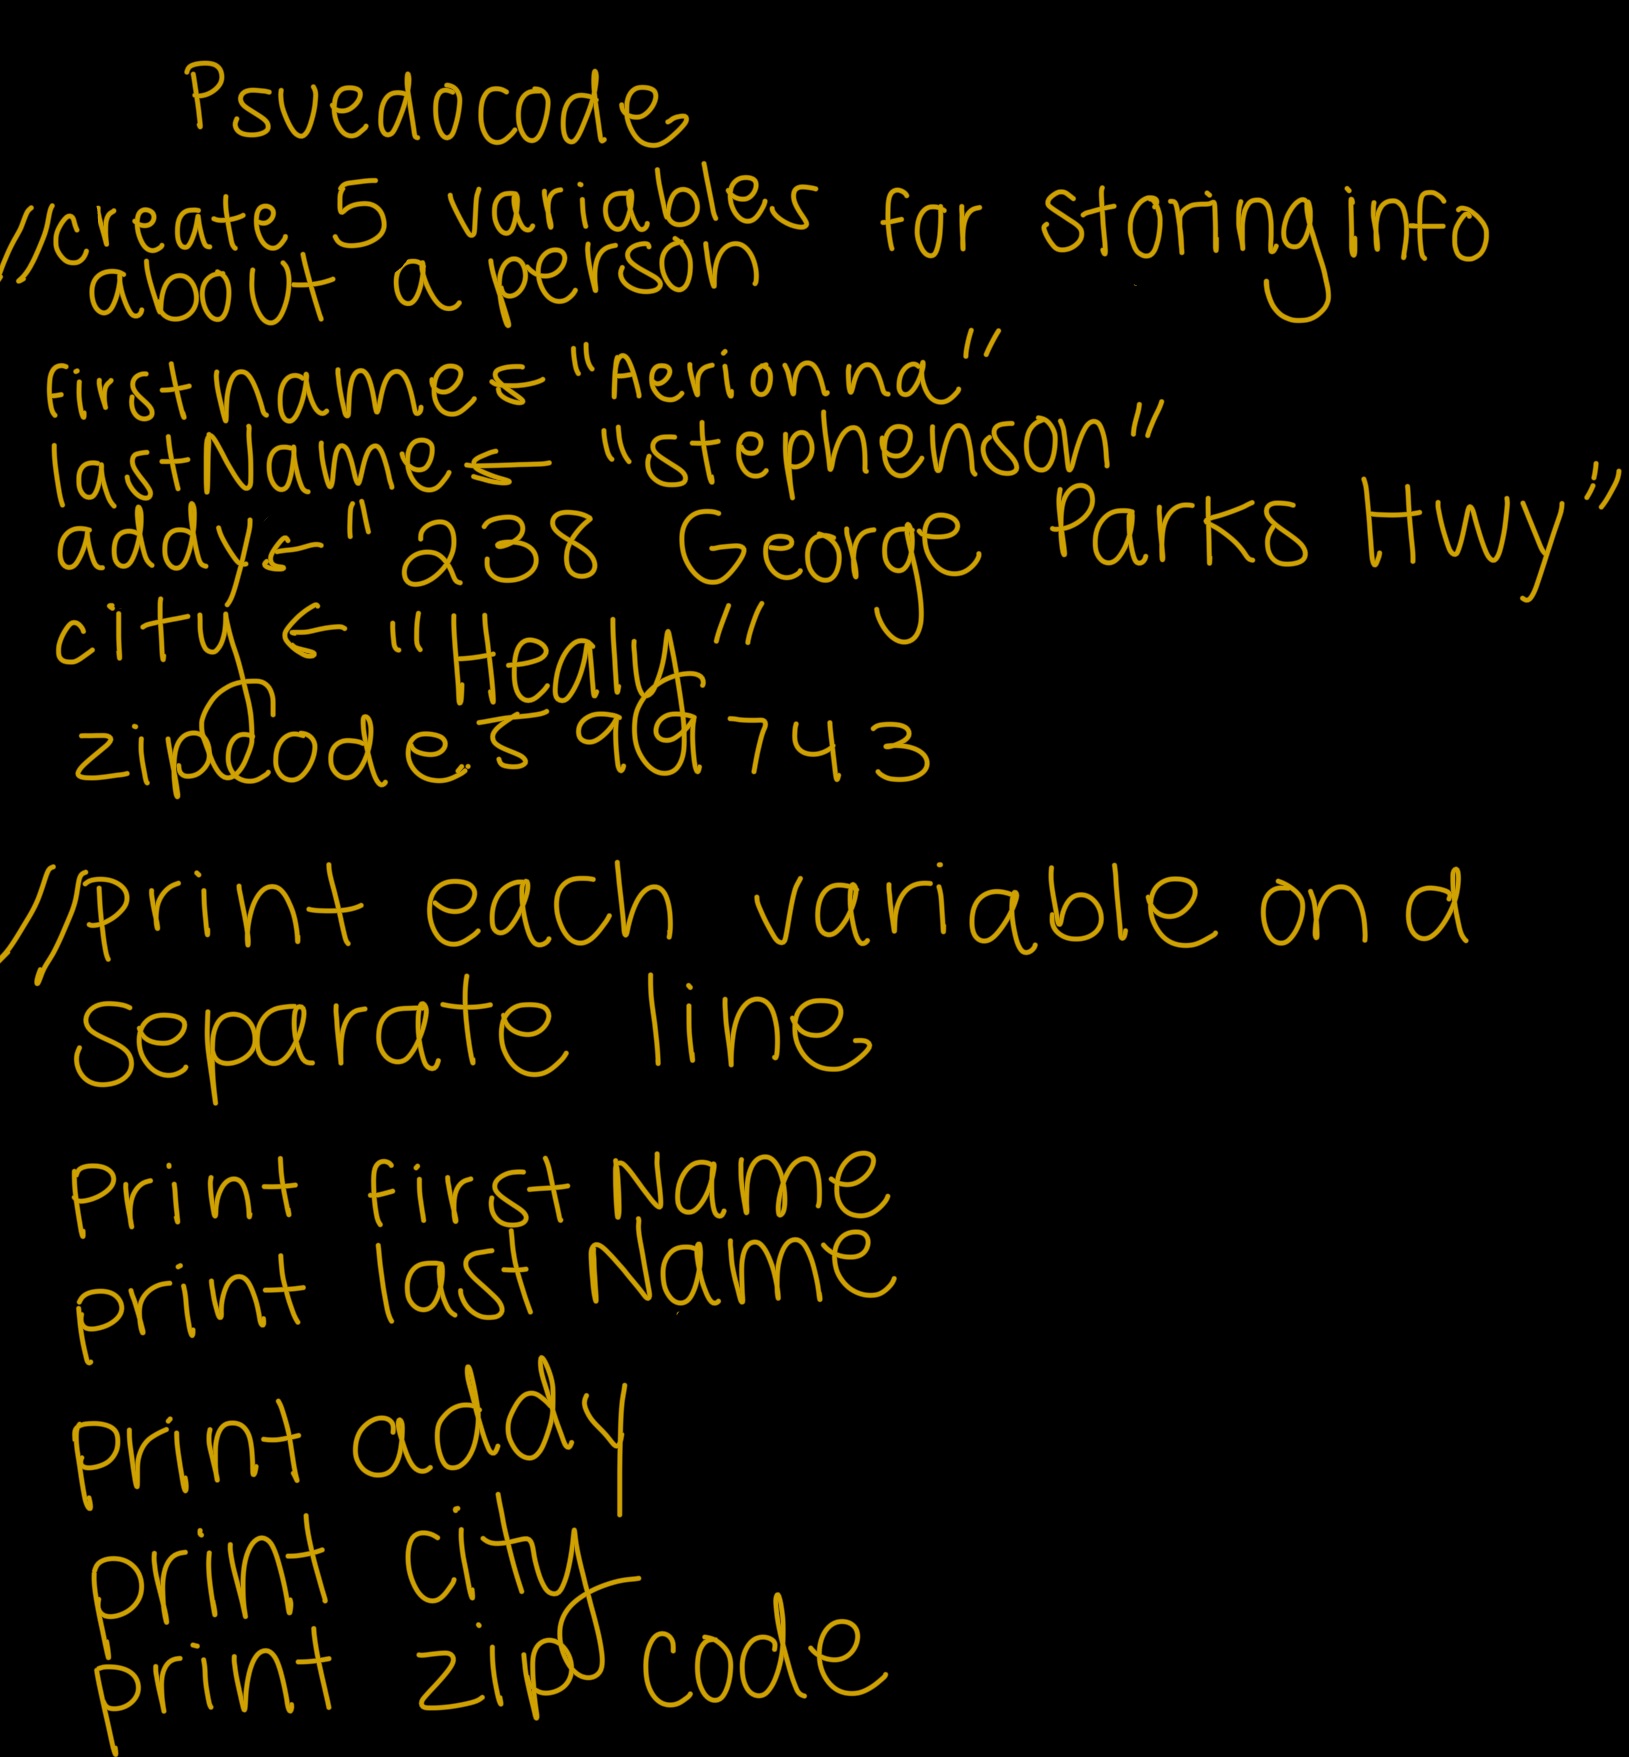 Psuedocode
//create 5 variables for storing info
about a person
firstname ← "Aerionna"
lastName ← "Stephenson"
addy ← "238 George Parks Hwy"
city ← "Healy"
zipcode ← 99743
//print each variable on a
separate line
Print first Name
print last Name
print addy
print city
print zip code